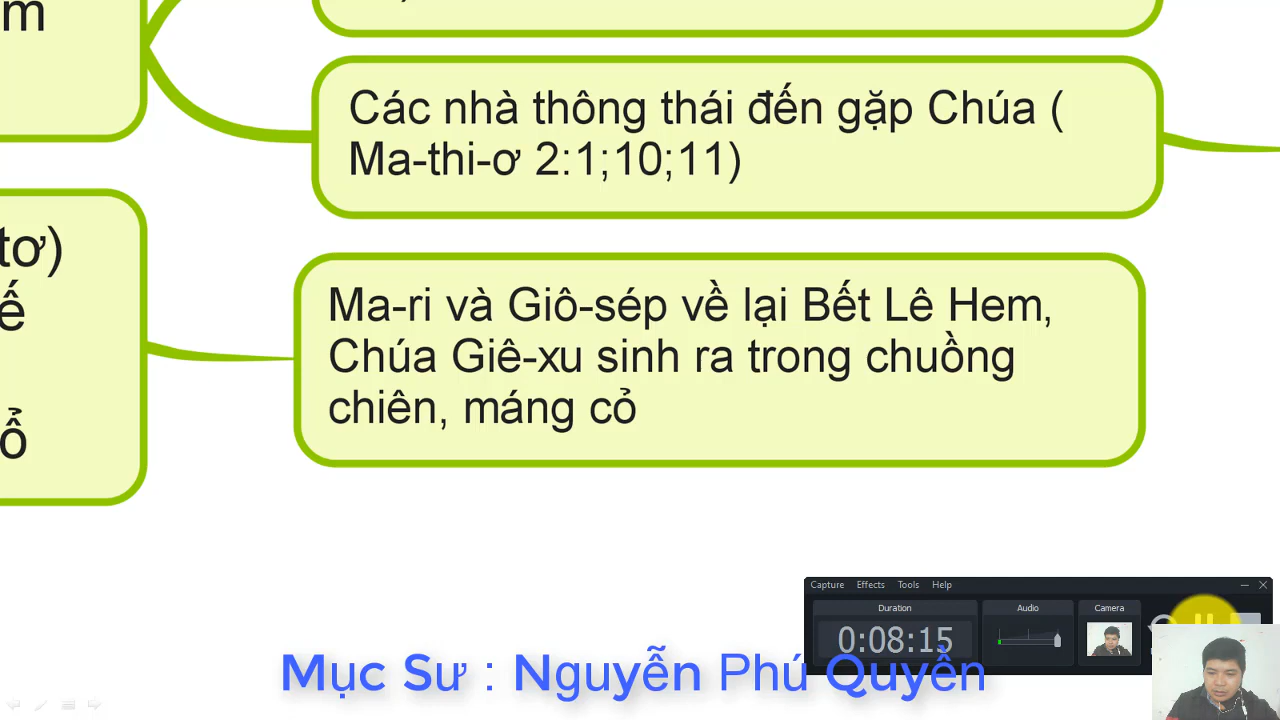 m
Các nhà thông thái đến gặp Chúa (
Ma-thi-ơ 2:1;10;11)
tơ)
ế
ổ
Ma-ri và Giô-sép về lại Bết Lê Hem,
Chúa Giê-xu sinh ra trong chuồng
chiên, máng cỏ
Capture Effects Tools Help
Duration Audio Camera
0:08:15
Mục Sư : Nguyễn Phú Quyền